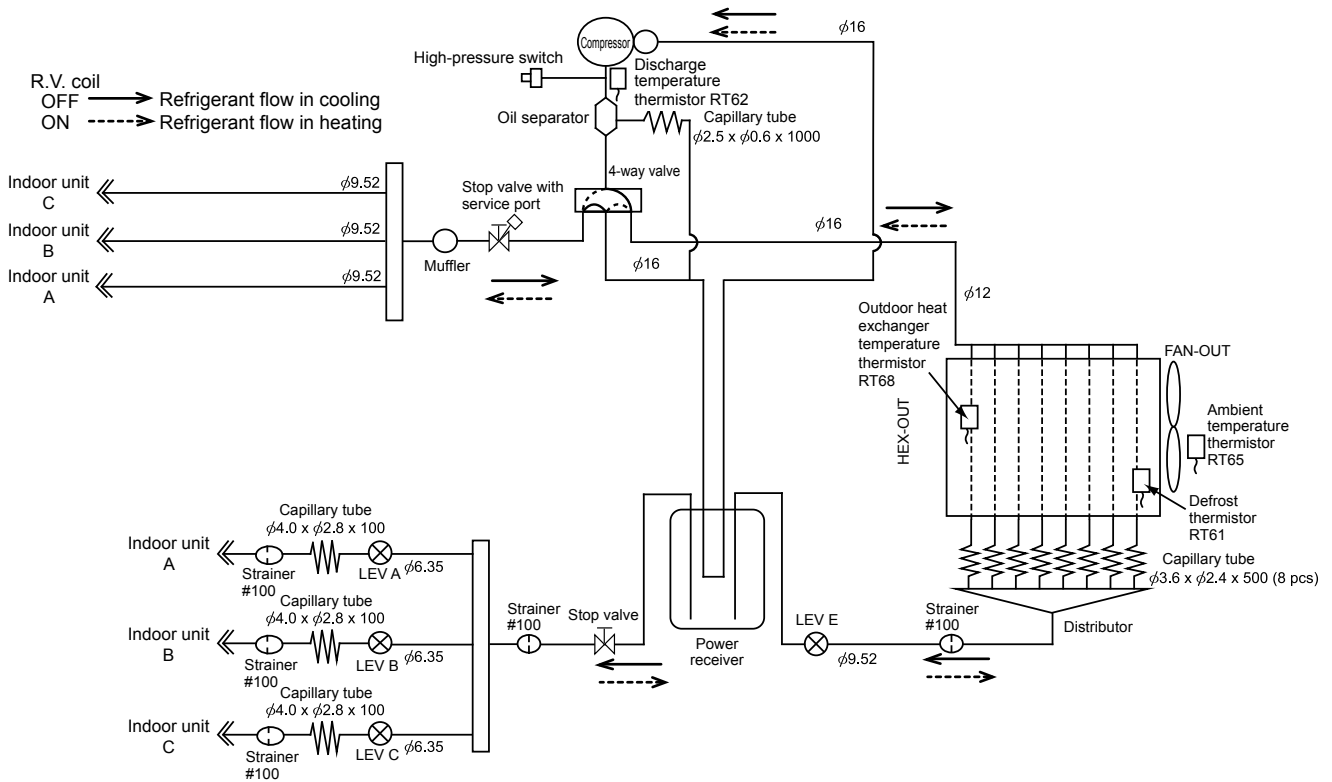 Compressor
ϕ16
High-pressure switch
Discharge
temperature
thermistor RT62
R.V. coil
OFF Refrigerant flow in cooling
ON Refrigerant flow in heating
Oil separator
Capillary tube
ϕ2.5 x ϕ0.6 x 1000
4-way valve
Indoor unit
C
ϕ9.52
Stop valve with
service port
Indoor unit
B
ϕ9.52
Muffler
ϕ16
ϕ16
Indoor unit
A
ϕ9.52
ϕ12
Outdoor heat
exchanger
temperature
thermistor
RT68
FAN-OUT
HEX-OUT
Ambient
temperature
thermistor
RT65
Defrost
thermistor
RT61
Capillary tube
ϕ3.6 x ϕ2.4 x 500 (8 pcs)
Distributor
Capillary tube
ϕ4.0 x ϕ2.8 x 100
Indoor unit
A
Strainer
#100
LEV A
ϕ6.35
Capillary tube
ϕ4.0 x ϕ2.8 x 100
Indoor unit
B
Strainer
#100
LEV B
ϕ6.35
Strainer
#100
Stop valve
Power
receiver
LEV E
ϕ9.52
Strainer
#100
Capillary tube
ϕ4.0 x ϕ2.8 x 100
Indoor unit
C
Strainer
#100
LEV C
ϕ6.35